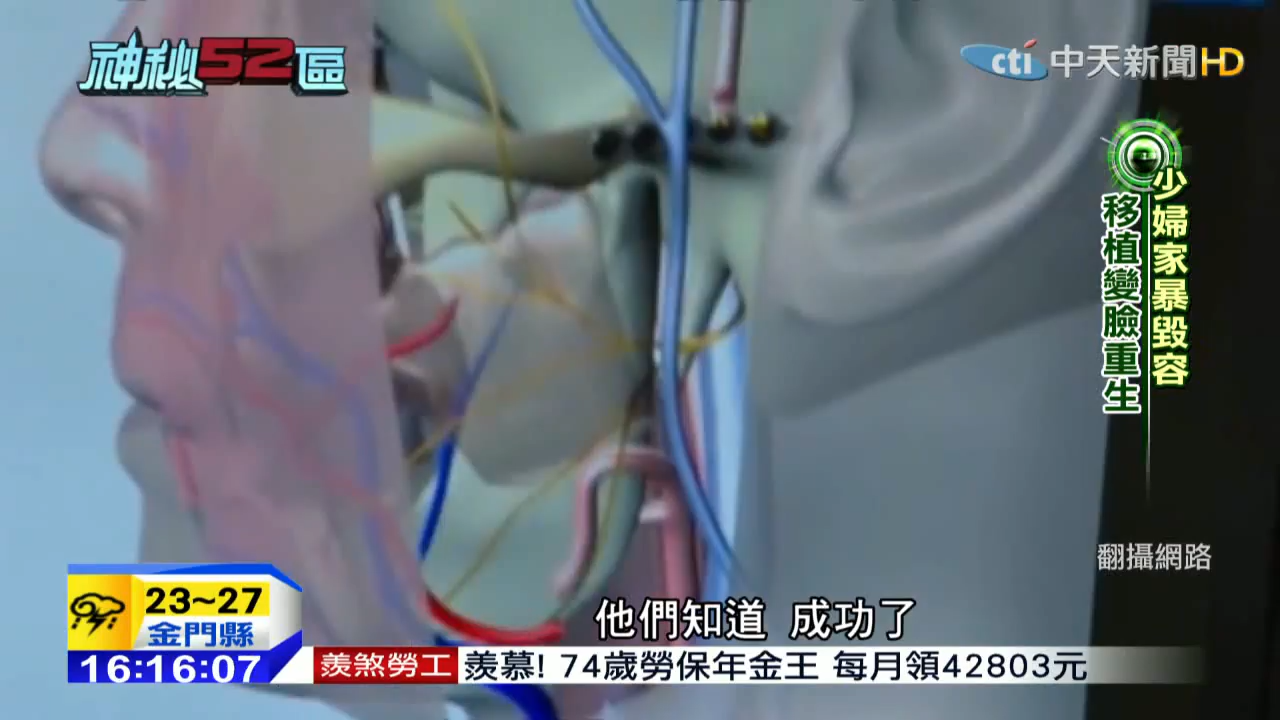 神秘52區
cti 中天新聞HD
少婦家暴毀容
移植變臉重生
翻攝網路
他們知道 成功了
23~27
金門縣
16:16:07
羨煞勞工 羨慕! 74歲勞保年金王 每月領42803元